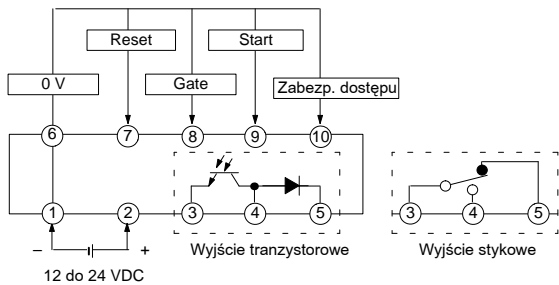 Reset
Start
0 V
Gate
Zabezp. dostępu
6 7 8 9 10
1 2 3 4 5
3 4 5
– +
Wyjście tranzystorowe
Wyjście stykowe
12 do 24 VDC